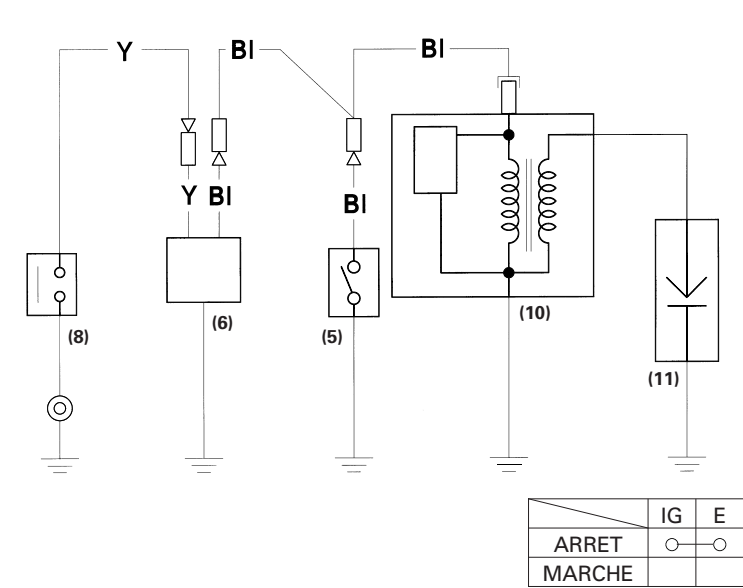 Y Bl Bl
Y Bl Bl
(8) (6) (5) (10)
(11)
IG E
ARRET
MARCHE